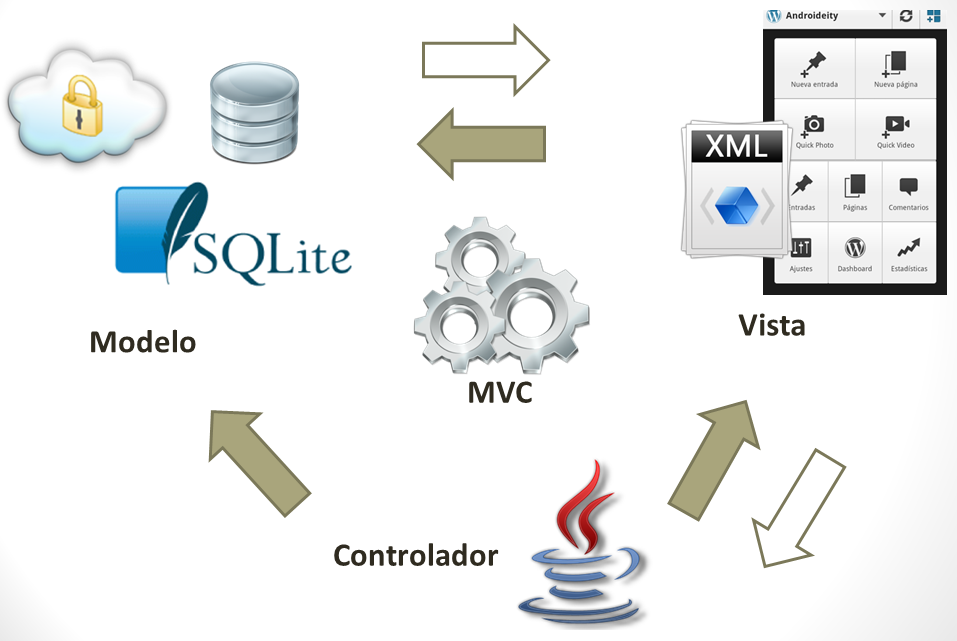 Androideity
Nueva entrada
Nueva página
Quick Photo
Quick Video
XML
ntradas
Páginas
Comentarios
Ajustes
Dashboard
Estadísticas
SQLite
Modelo
Vista
MVC
Controlador